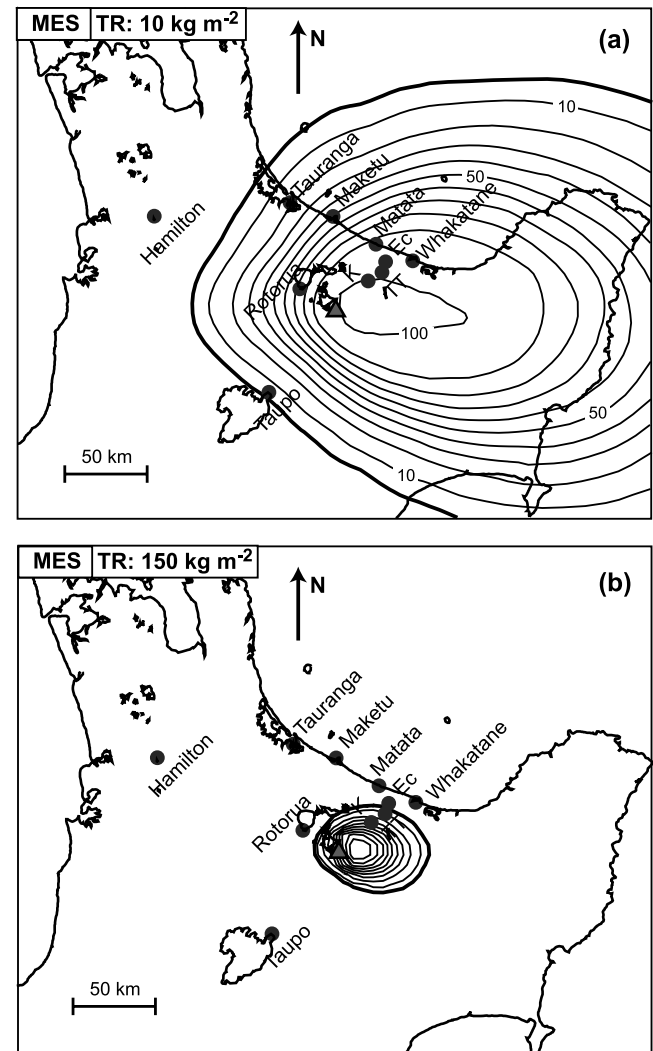 MES TR: 10 kg m-2
(a)
N
10
Tauranga
Maketu
50
Matata
Hamilton
Ec
Whakatane
Rotorua
K
T
100
Taupo
50
50 km
10
MES TR: 150 kg m-2
(b)
N
Tauranga
Maketu
Matata
Hamilton
Ec
Whakatane
Rotorua
K
Taupo
50 km